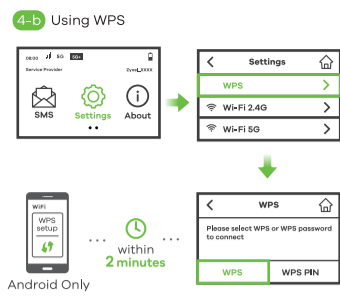 4-b Using WPS
08:00 5G 5G+
Service Provider Zyxel_XXXX
SMS Settings About
< Settings
WPS >
Wi-Fi 2.4G >
Wi-Fi 5G >
< WPS
Please select WPS or WPS password
to connect
WPS WPS PIN
WiFi
WPS
setup
... within ...
2 minutes
Android Only